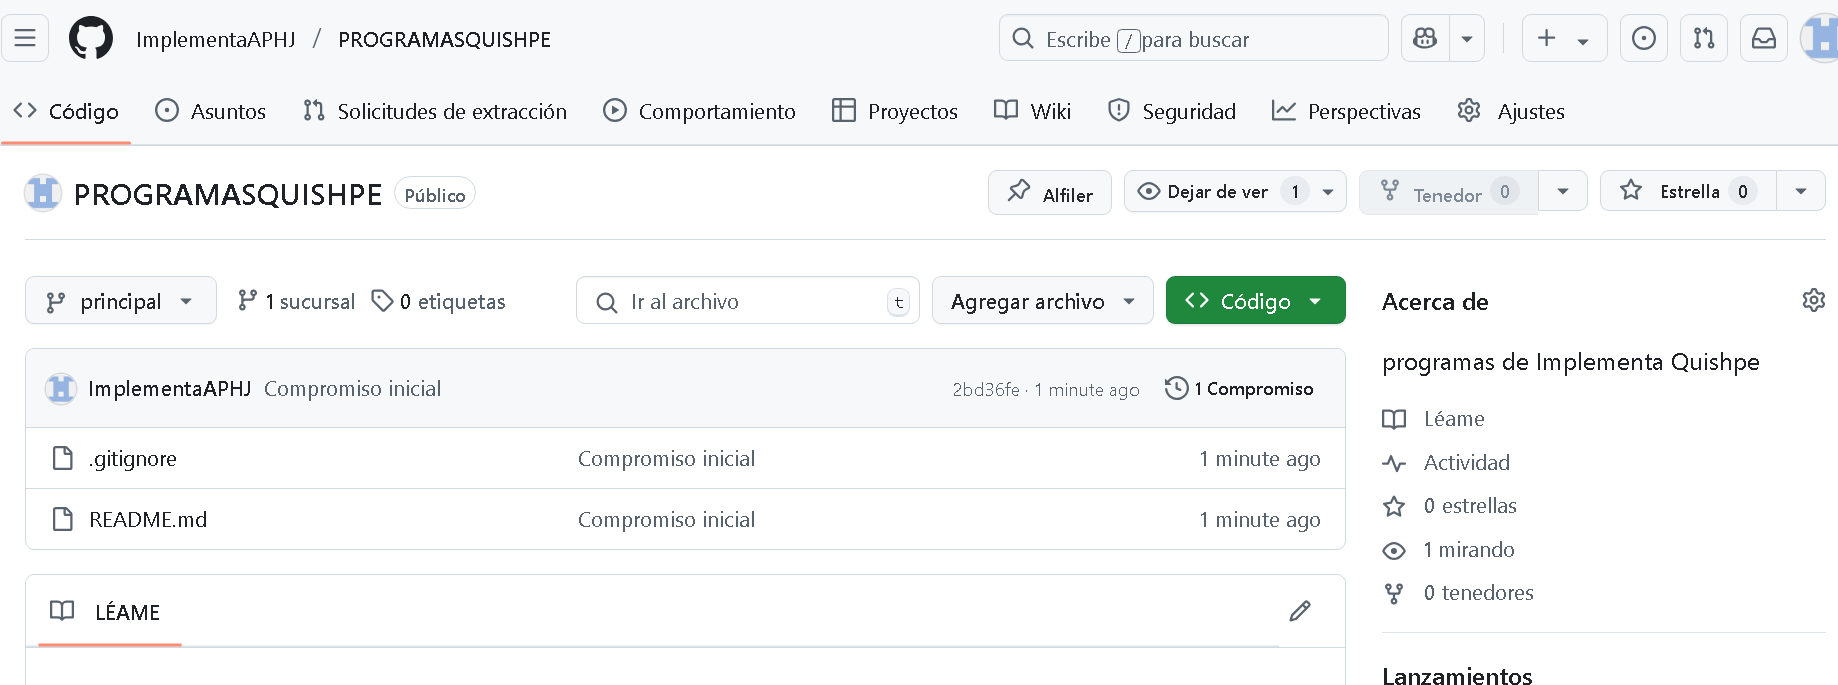 ImplementaAPHJ / PROGRAMASQUISHPE Escribe / para buscar
Código Asuntos Solicitudes de extracción Comportamiento Proyectos Wiki Seguridad Perspectivas Ajustes
PROGRAMASQUISHPE Público Alfiler Dejar de ver 1 Tenedor 0 Estrella 0
principal 1 sucursal 0 etiquetas Ir al archivo t Agregar archivo Código
ImplementaAPHJ Compromiso inicial 2bd36fe · 1 minute ago 1 Compromiso
.gitignore Compromiso inicial 1 minute ago
README.md Compromiso inicial 1 minute ago
LÉAME
Acerca de
programas de Implementa Quishpe
Léame
Actividad
0 estrellas
1 mirando
0 tenedores
Lanzamientos